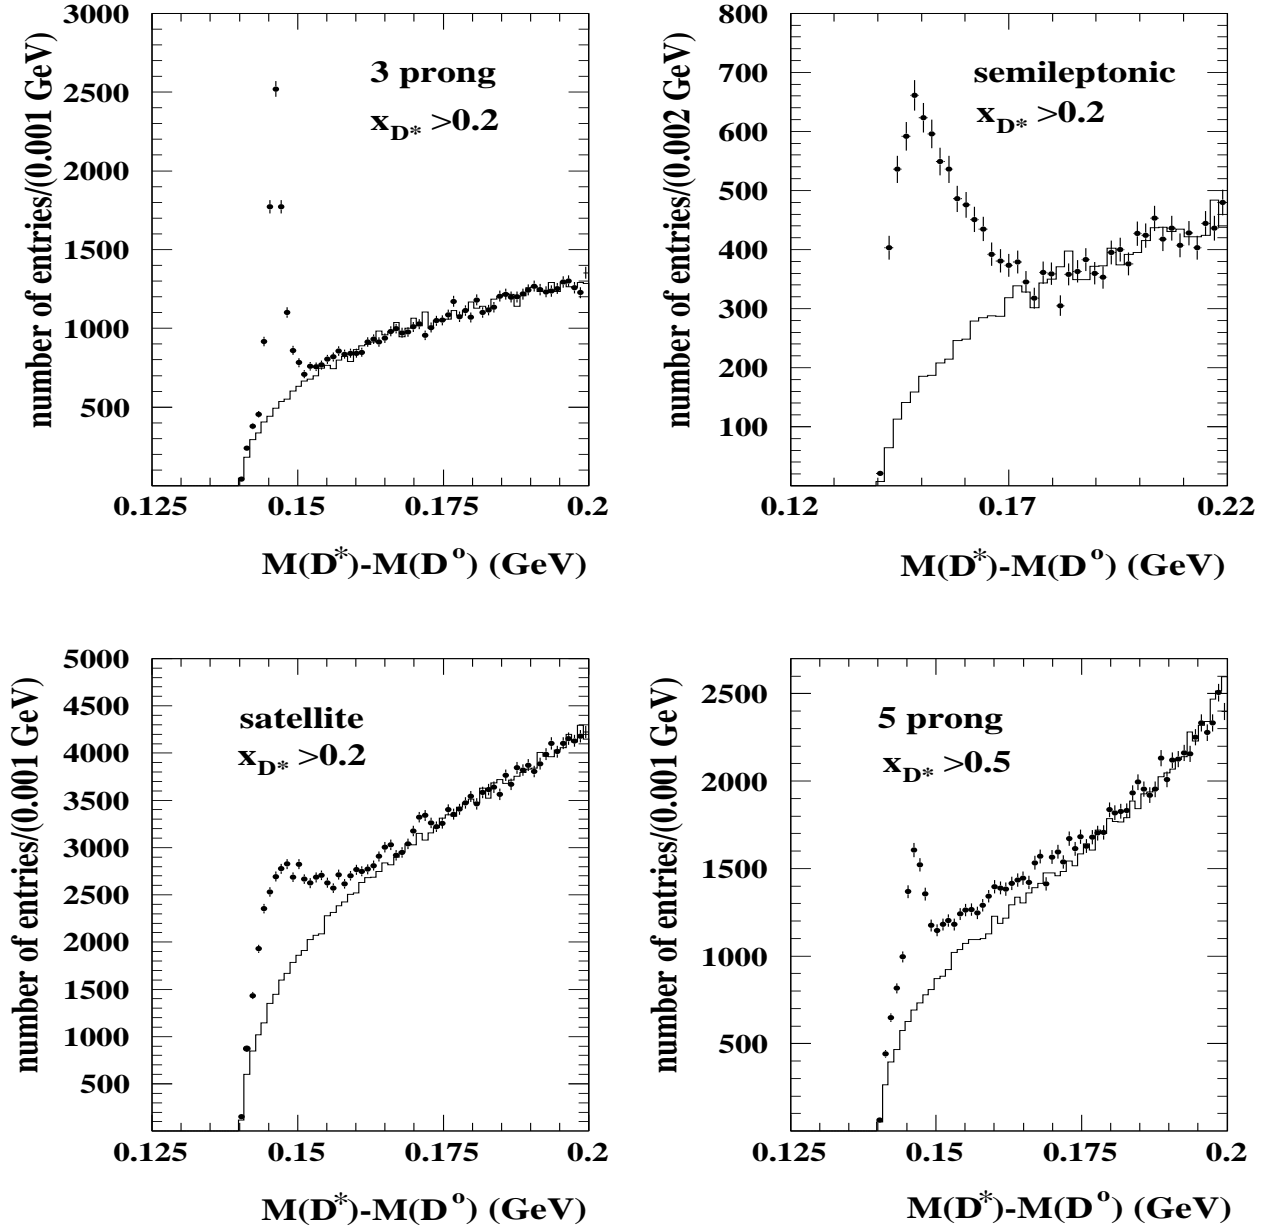 number of entries/(0.001 GeV)
3000
2500
2000
1500
1000
500
3 prong
x_D* >0.2
0.125 0.15 0.175 0.2
M(D*)-M(D°) (GeV)
number of entries/(0.002 GeV)
800
700
600
500
400
300
200
100
semileptonic
x_D* >0.2
0.12 0.17 0.22
M(D*)-M(D°) (GeV)
number of entries/(0.001 GeV)
5000
4500
4000
3500
3000
2500
2000
1500
1000
500
satellite
x_D* >0.2
0.125 0.15 0.175 0.2
M(D*)-M(D°) (GeV)
number of entries/(0.001 GeV)
2500
2000
1500
1000
500
5 prong
x_D* >0.5
0.125 0.15 0.175 0.2
M(D*)-M(D°) (GeV)